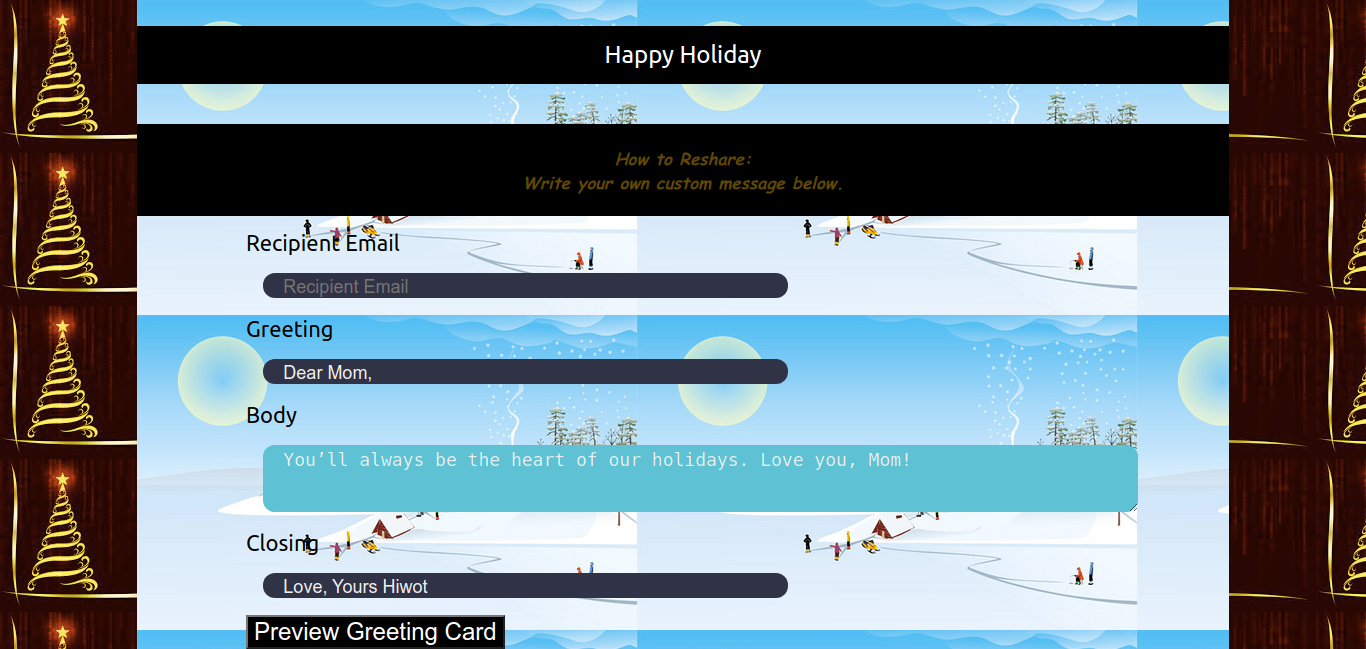 Happy Holiday
How to Reshare:
Write your own custom message below.
Recipient Email
Recipient Email
Greeting
Dear Mom,
Body
You’ll always be the heart of our holidays. Love you, Mom!
Closing
Love, Yours Hiwot
Preview Greeting Card